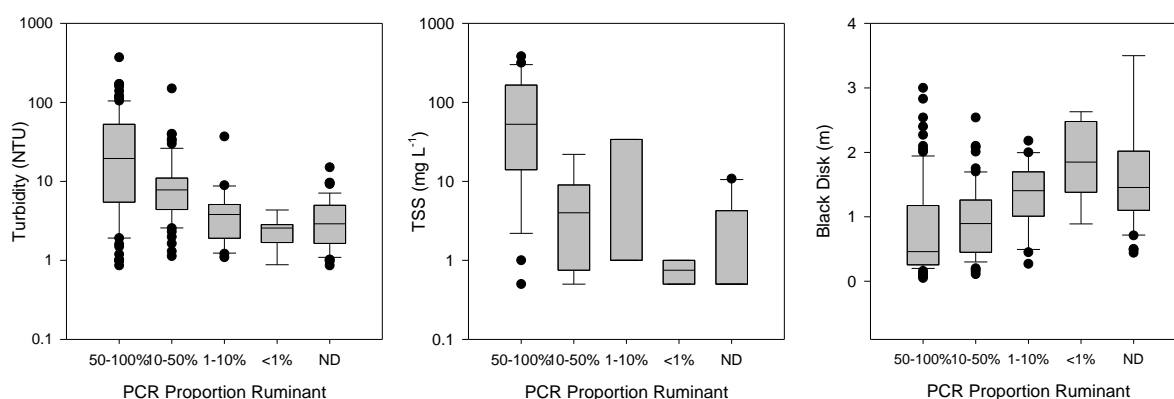 Turbidity (NTU)
1000
100
10
1
0.1
50-100% 10-50% 1-10% <1% ND
PCR Proportion Ruminant
TSS (mg L⁻¹)
1000
100
10
1
0.1
50-100% 10-50% 1-10% <1% ND
PCR Proportion Ruminant
Black Disk (m)
4
3
2
1
0
50-100% 10-50% 1-10% <1% ND
PCR Proportion Ruminant